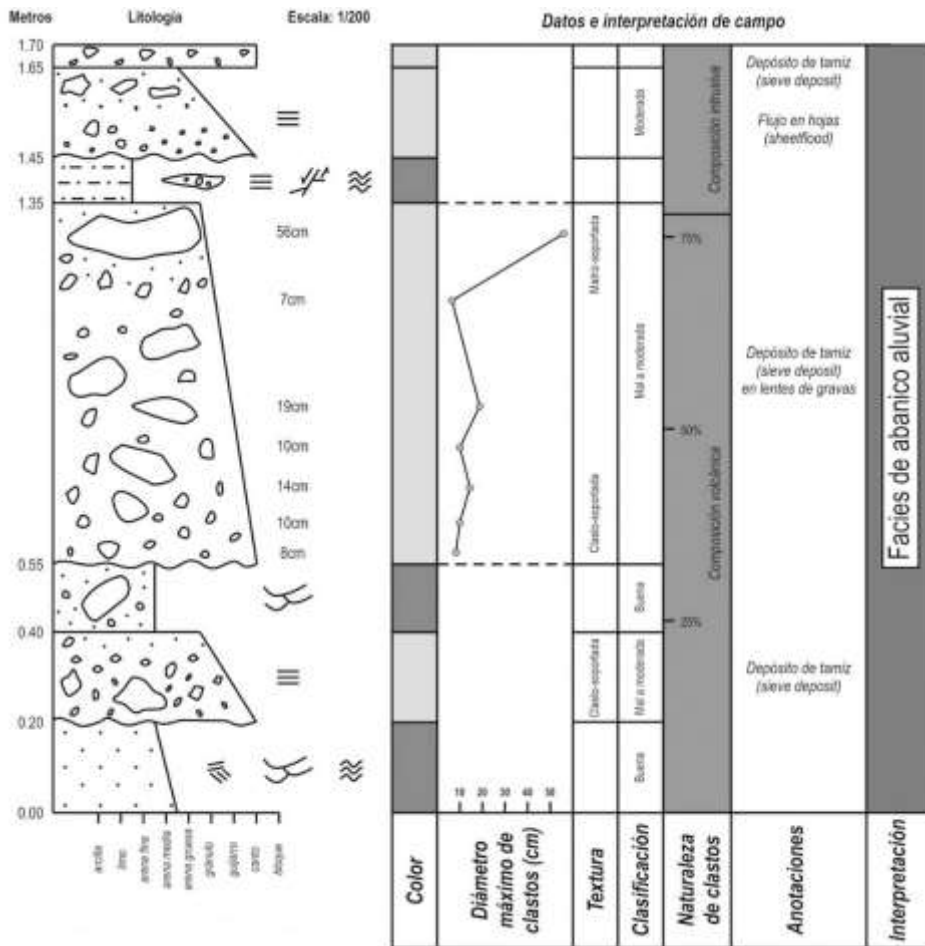 Metros Litología Escala: 1/200
Datos e interpretación de campo
1.70
1.65
1.45
1.35
0.55
0.40
0.20
0.00
56cm
7cm
19cm
10cm
14cm
10cm
8cm
arcilla
limo
arena fina
arena media
arena gruesa
gránulo
guijarro
canto
bloque
10 20 30 40 50
Matriz-soportada
Clasto-soportada
Clasto-soportada
Moderada
Mal a moderada
Buena
Mal a moderada
Buena
Composición intrusiva
75%
50%
Composición volcánica
25%
Depósito de tamiz
(sieve deposit)
Flujo en hojas
(sheetflood)
Depósito de tamiz
(sieve deposit)
en lentes de gravas
Depósito de tamiz
(sieve deposit)
Facies de abanico aluvial
Color
Diámetro
máximo de
clastos (cm)
Textura
Clasificación
Naturaleza
de clastos
Anotaciones
Interpretación